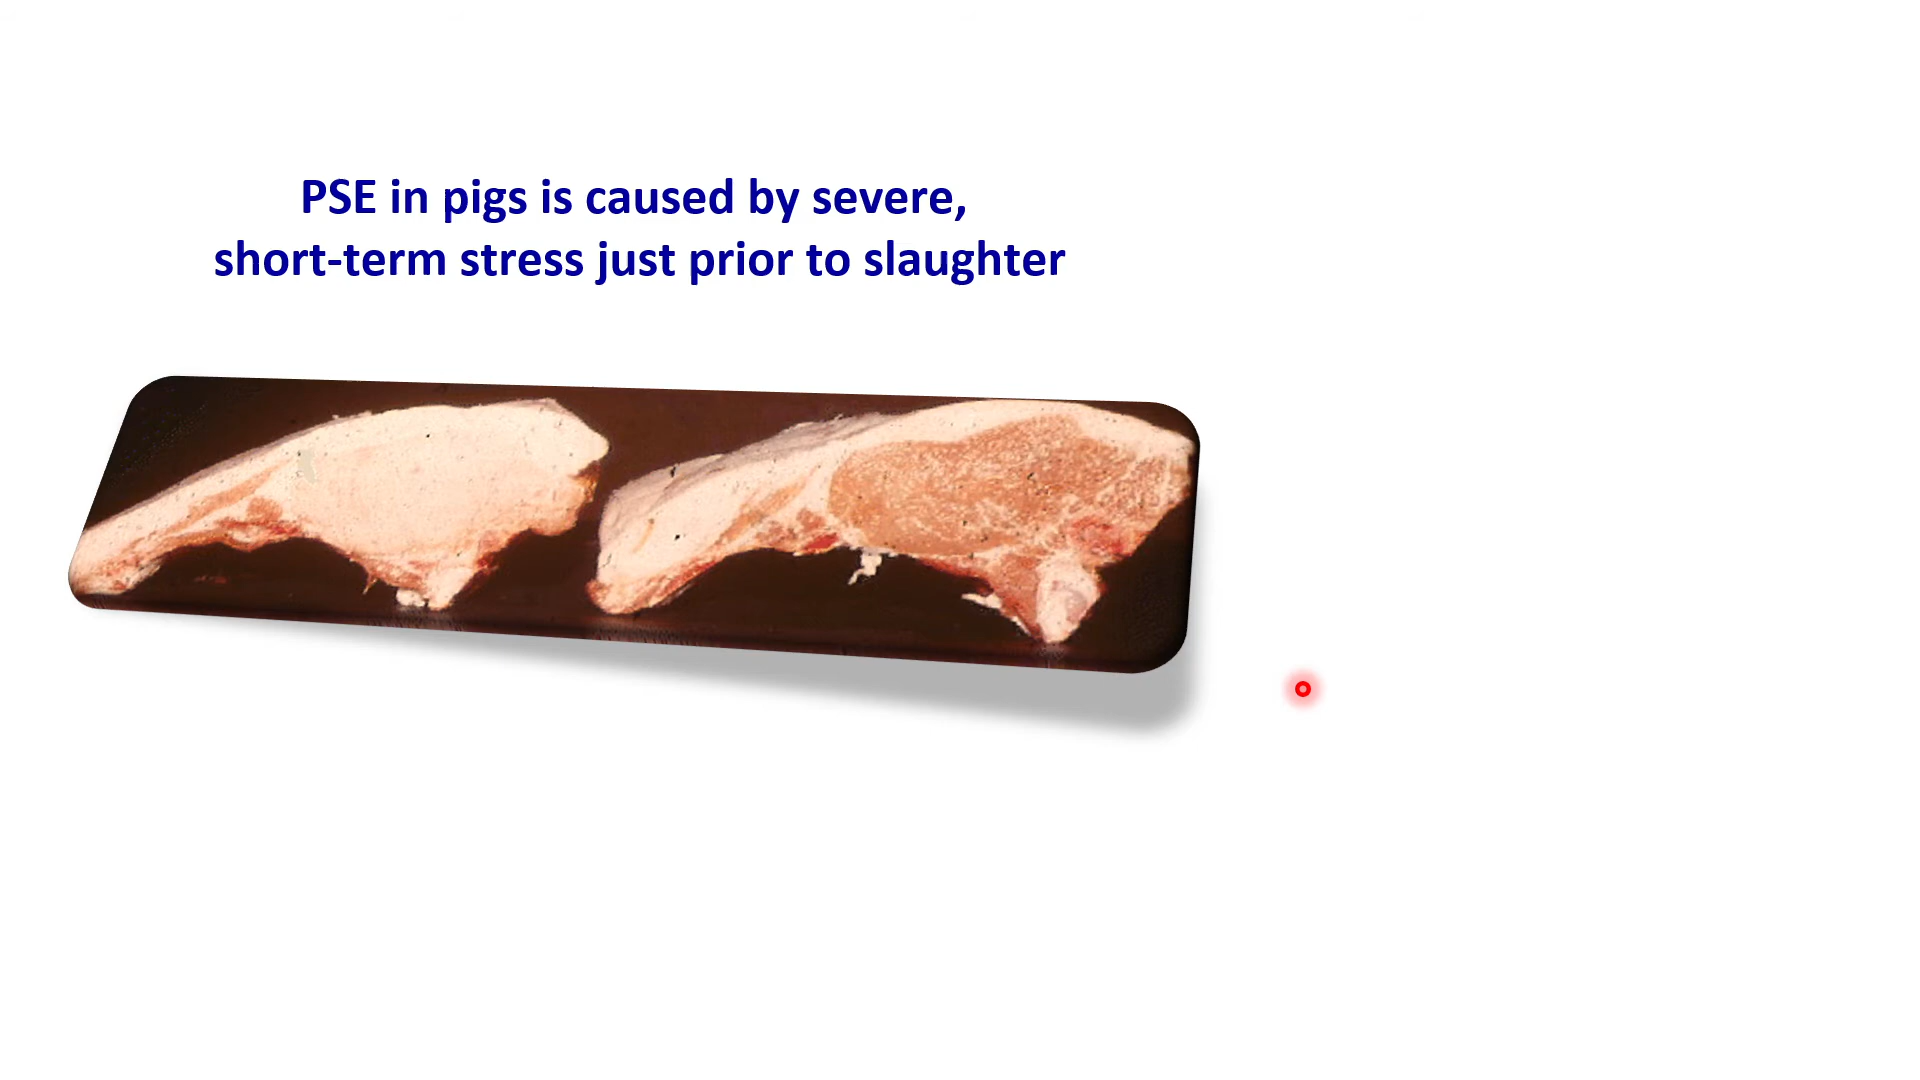 PSE in pigs is caused by severe,
short-term stress just prior to slaughter